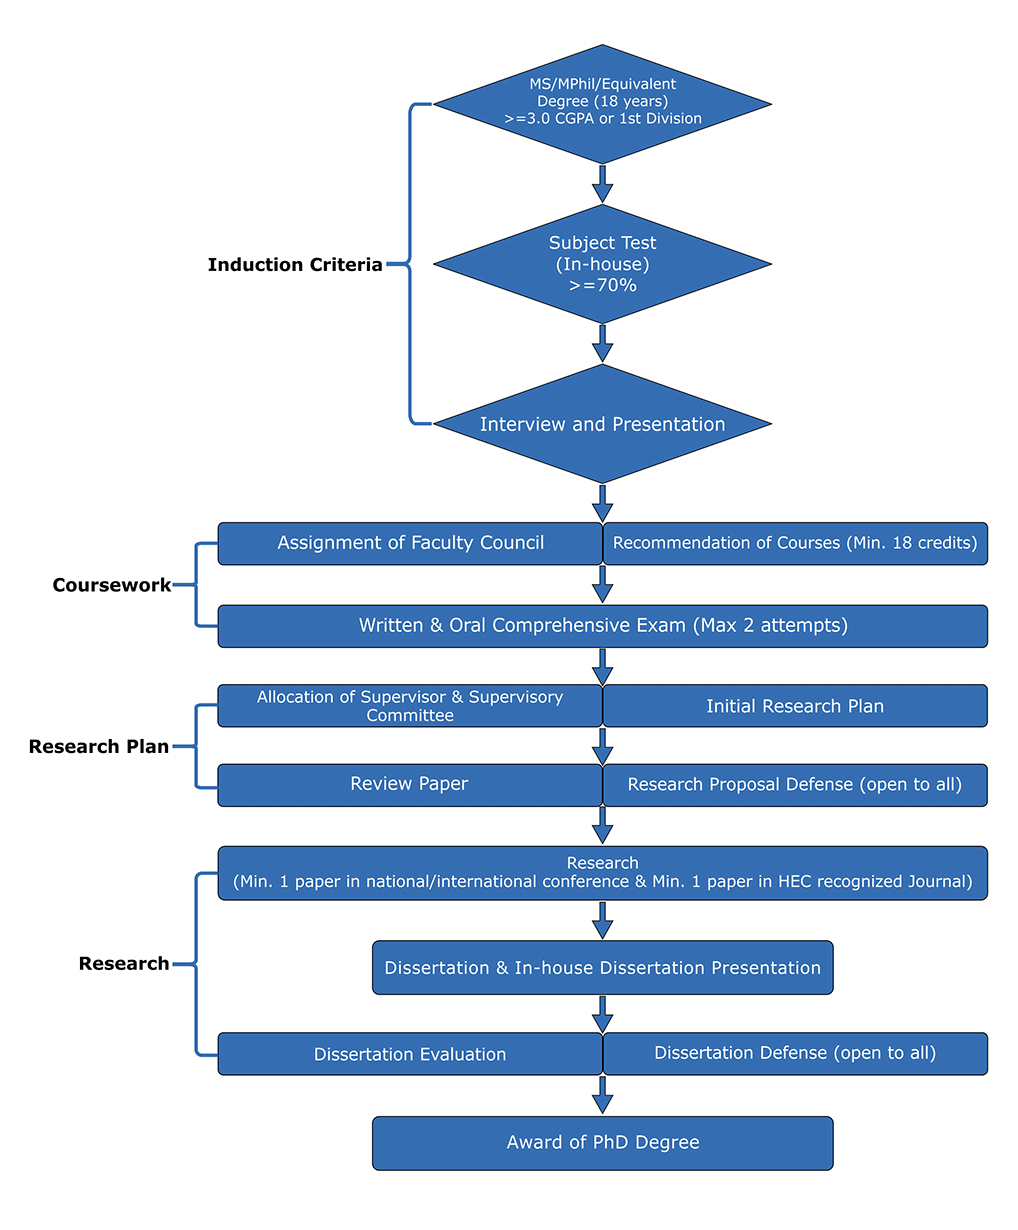 MS/MPhil/Equivalent
Degree (18 years)
>=3.0 CGPA or 1st Division
Induction Criteria
Subject Test
(In-house)
>=70%
Interview and Presentation
Coursework
Assignment of Faculty Council
Recommendation of Courses (Min. 18 credits)
Written & Oral Comprehensive Exam (Max 2 attempts)
Research Plan
Allocation of Supervisor & Supervisory
Committee
Initial Research Plan
Review Paper
Research Proposal Defense (open to all)
Research
Research
(Min. 1 paper in national/international conference & Min. 1 paper in HEC recognized Journal)
Dissertation & In-house Dissertation Presentation
Dissertation Evaluation
Dissertation Defense (open to all)
Award of PhD Degree